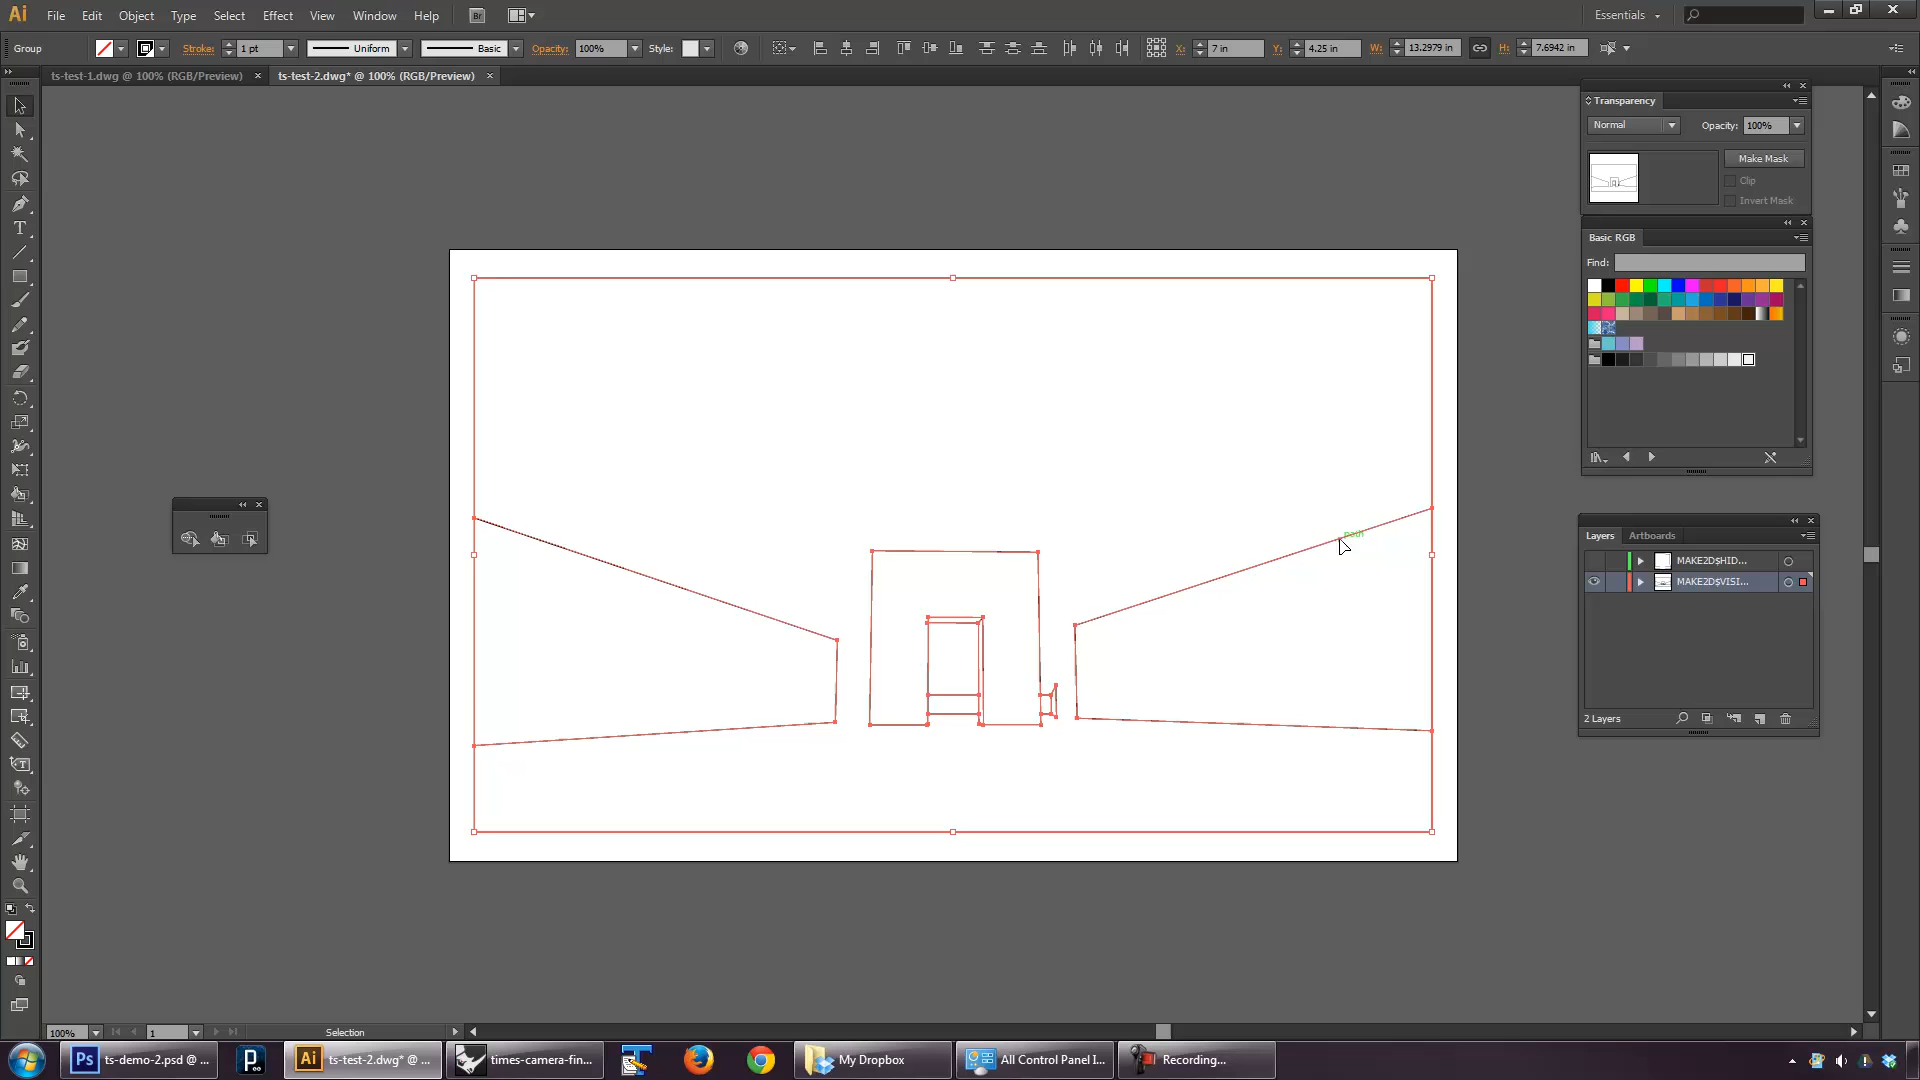 Ai File Edit Object Type Select Effect View Window Help Br Essentials
Group Stroke: 1 pt Uniform Basic Opacity: 100% Style: X: 7 in Y: 4.25 in W: 13.2979 in H: 7.6942 in
ts-test-1.dwg @ 100% (RGB/Preview) ts-test-2.dwg* @ 100% (RGB/Preview)
Transparency
Normal Opacity: 100%
Make Mask
Clip
Invert Mask
Basic RGB
Find:
path
Layers Artboards
MAKE2D$HID...
MAKE2D$VISI...
2 Layers
100% 1 Selection
Ps ts-demo-2.psd @ ... Ai ts-test-2.dwg* @ ... times-camera-fin... My Dropbox All Control Panel I... Recording...